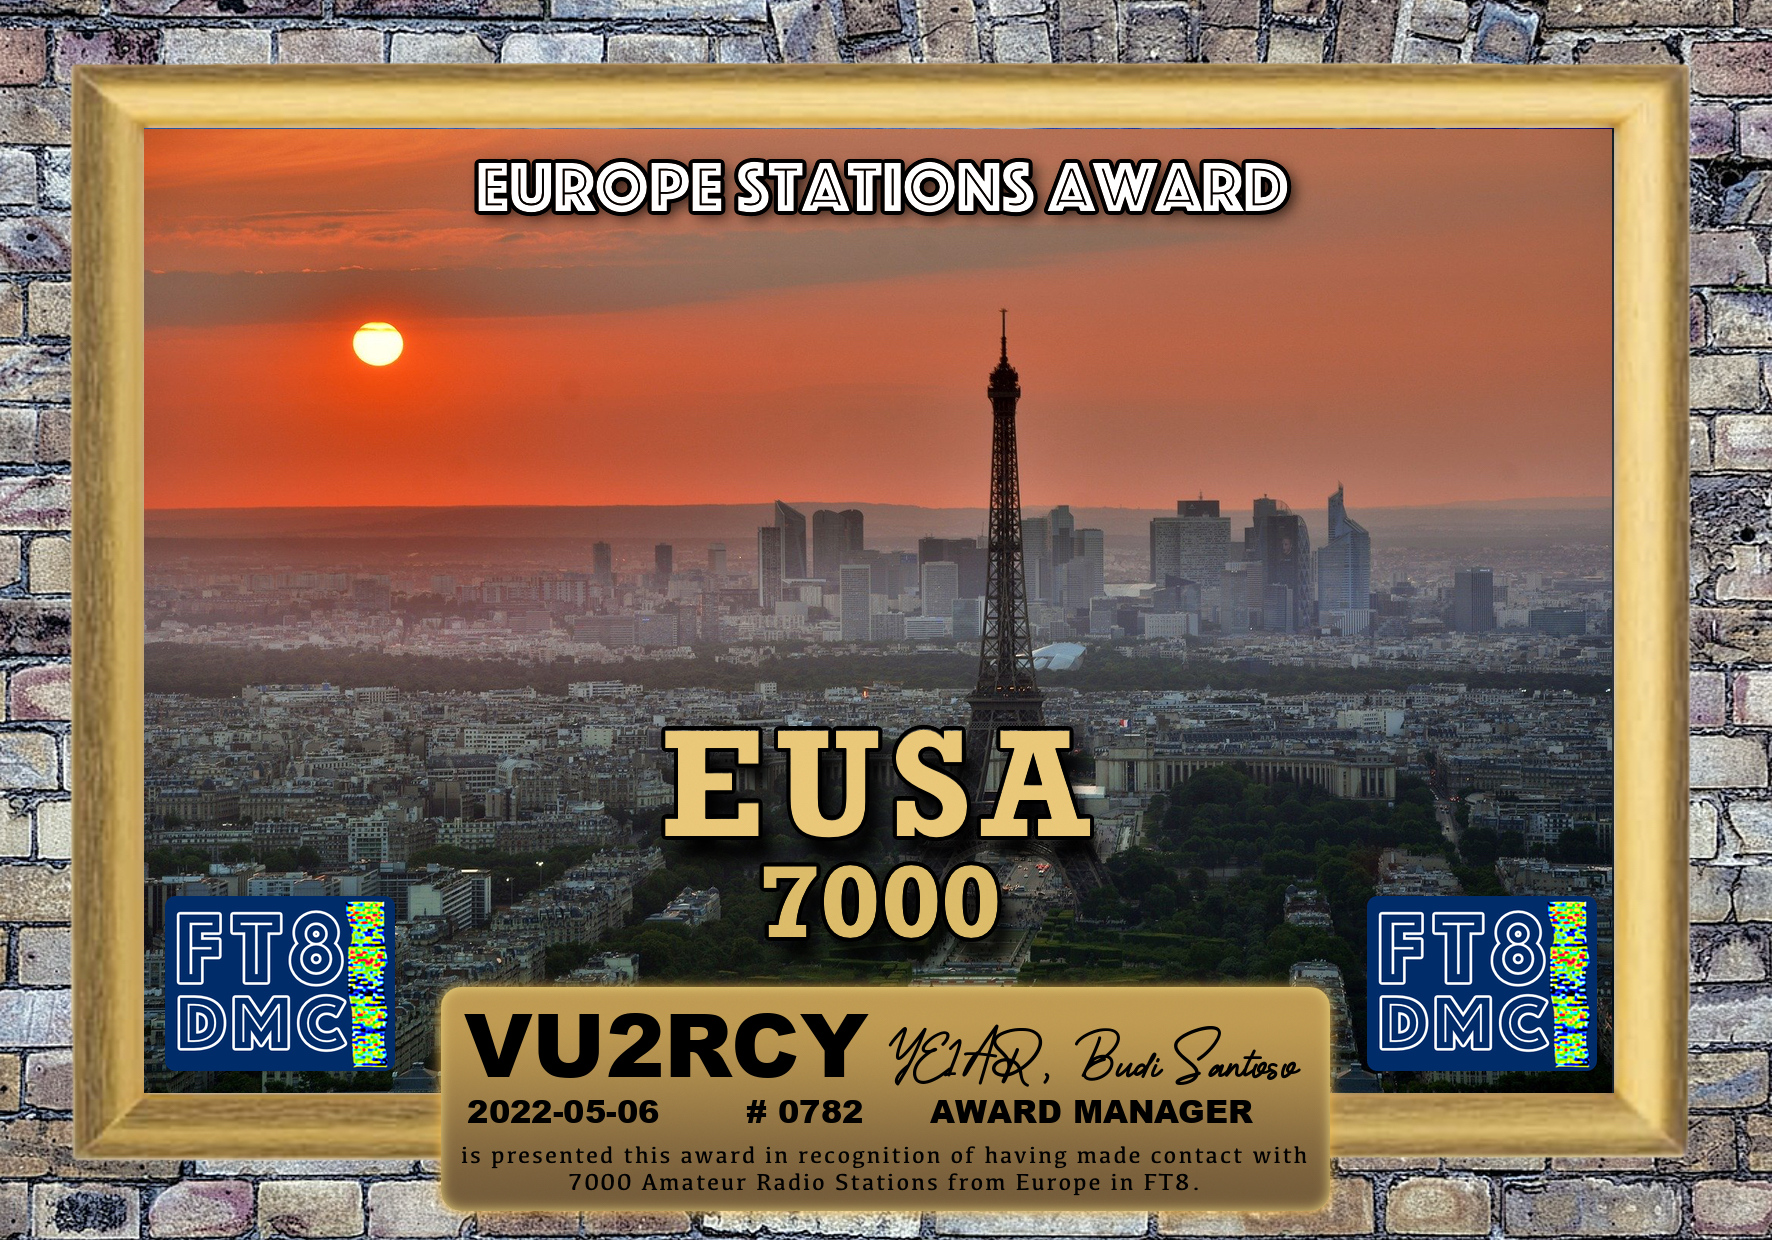 EUROPE STATIONS AWARD
EUSA
7000
FT8
DMC
FT8
DMC
VU2RCY YE1AR, Budi Santoso
2022-05-06 # 0782 AWARD MANAGER
is presented this award in recognition of having made contact with
7000 Amateur Radio Stations from Europe in FT8.